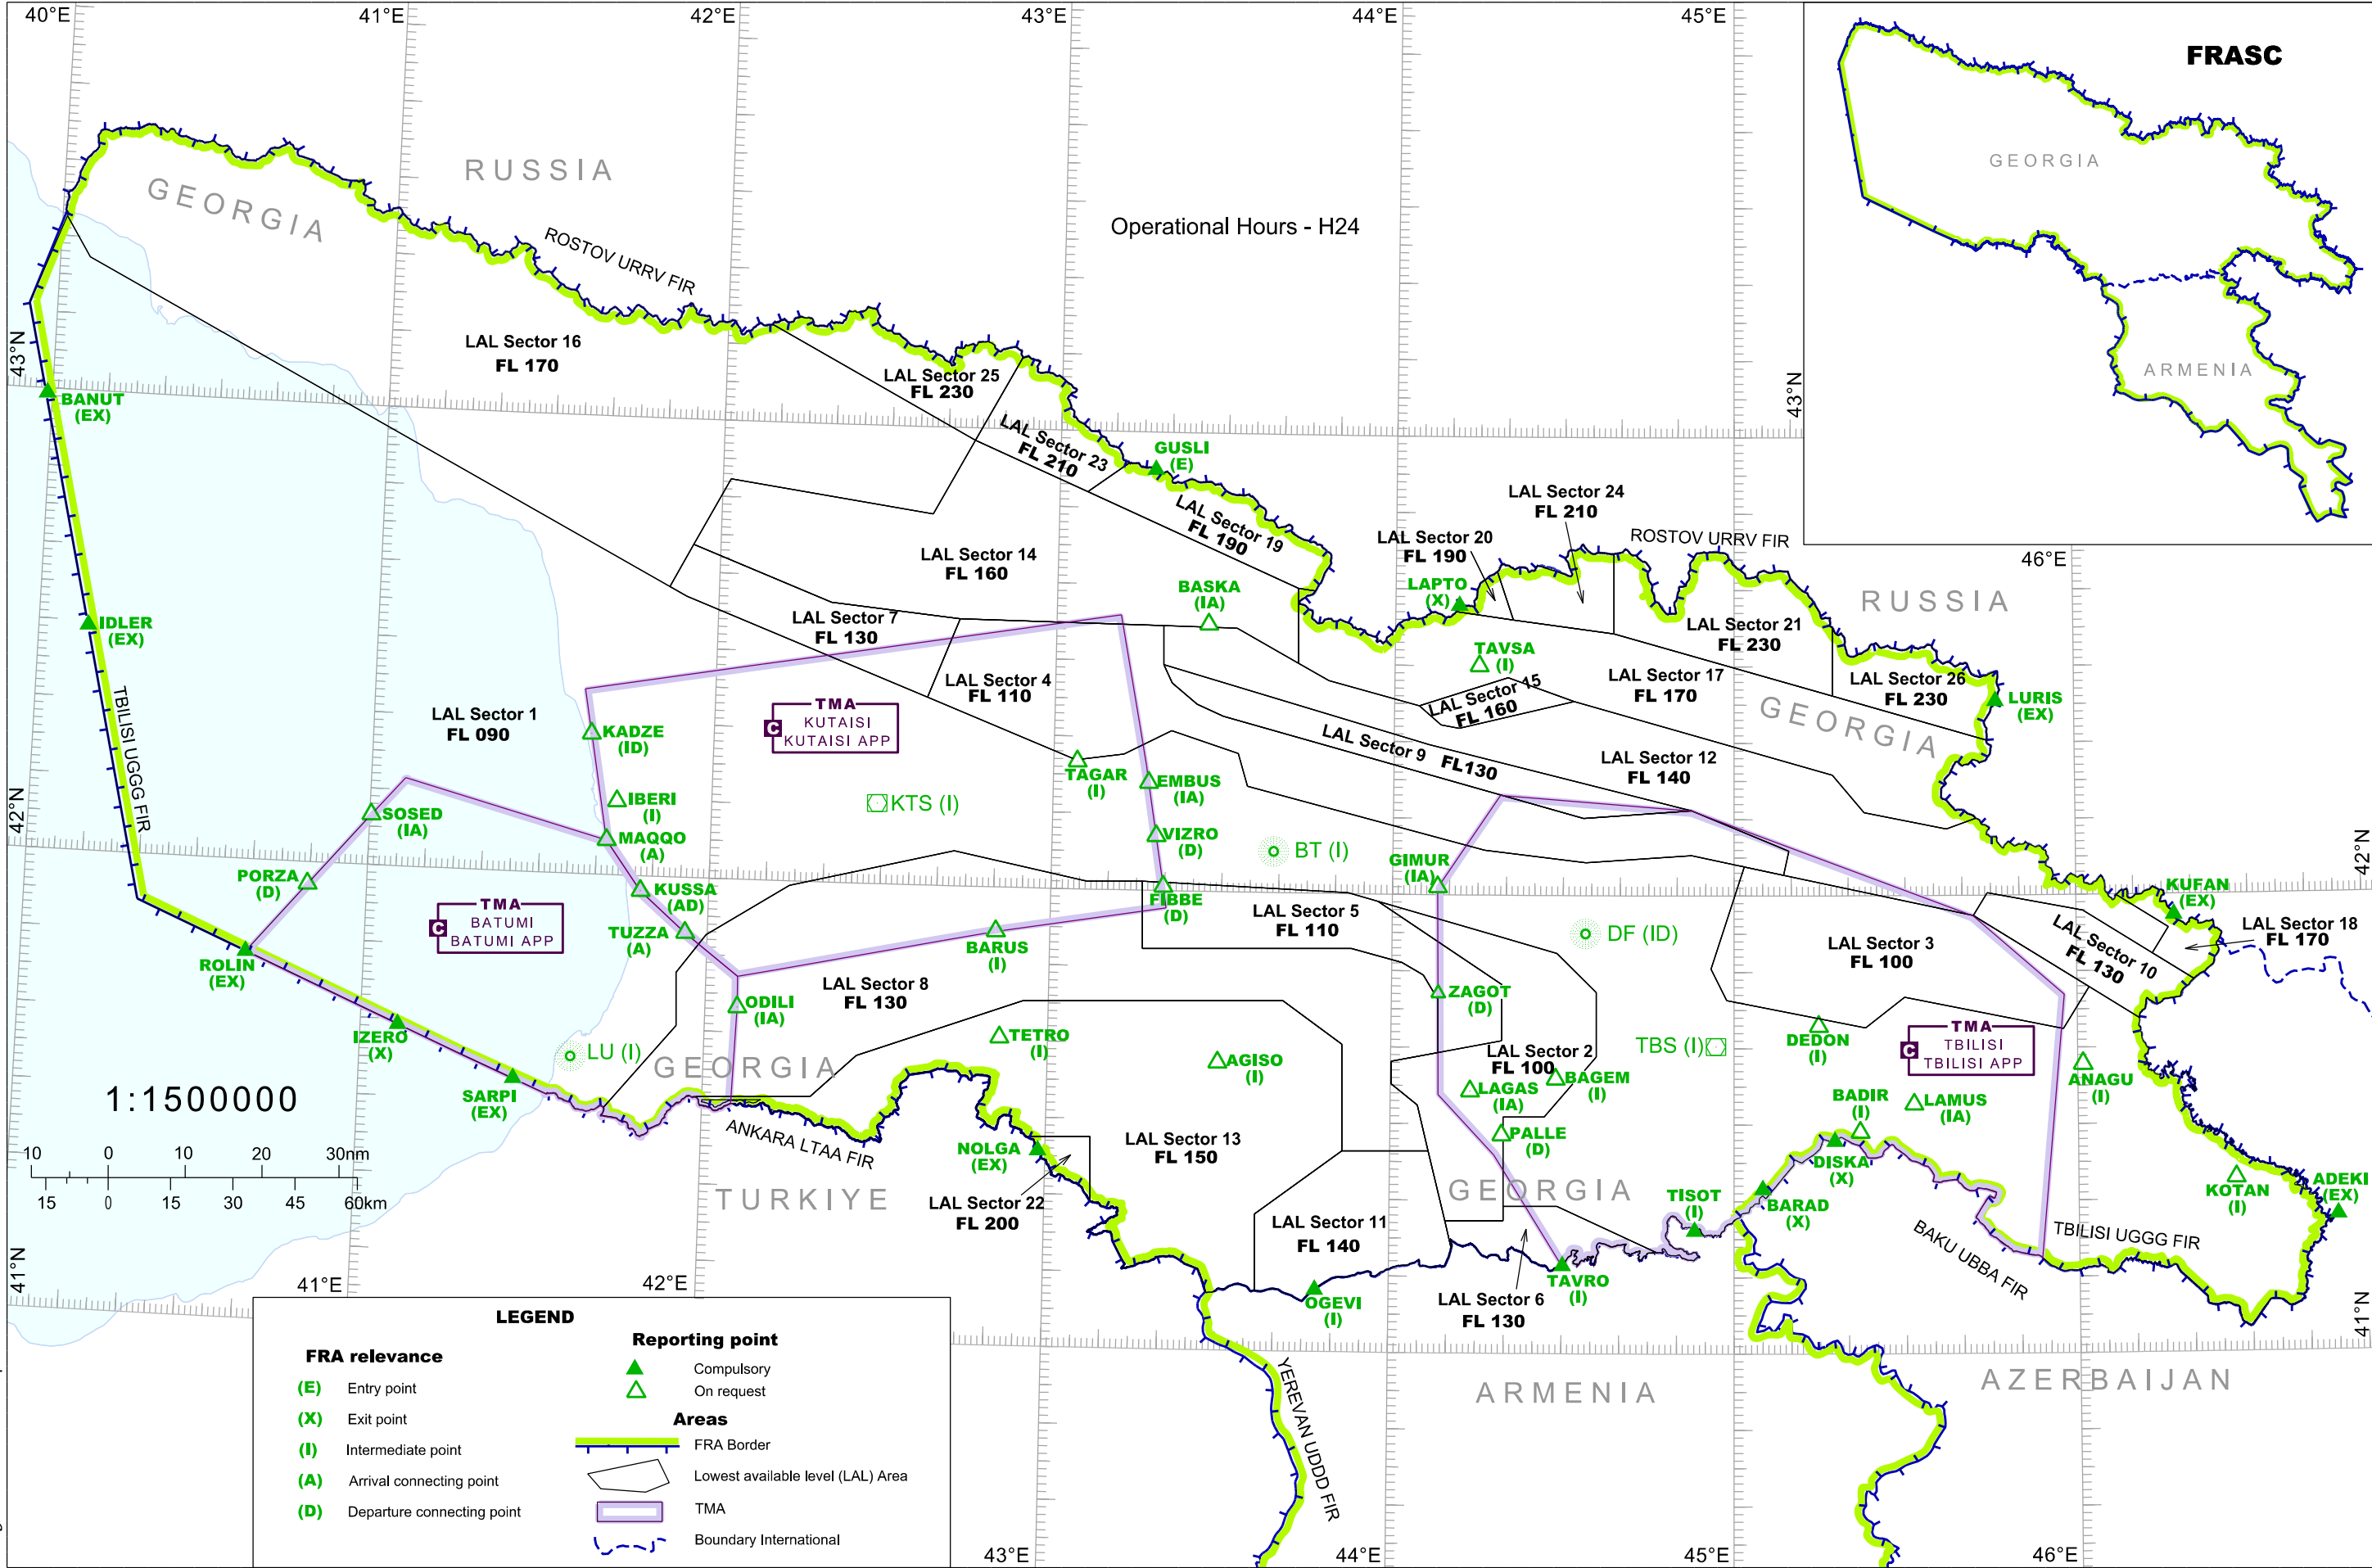 40°E
41°E
42°E
43°E
44°E
45°E
FRASC
GEORGIA
ARMENIA
RUSSIA
GEORGIA
ROSTOV URRV FIR
Operational Hours - H24
43°N
43°N
LAL Sector 16
FL 170
LAL Sector 25
FL 230
BANUT
(EX)
LAL Sector 23
FL 210
GUSLI
(E)
LAL Sector 19
FL 190
LAL Sector 24
FL 210
LAL Sector 20
FL 190
ROSTOV URRV FIR
46°E
LAL Sector 14
FL 160
BASKA
(IA)
LAPTO
(X)
RUSSIA
IDLER
(EX)
LAL Sector 7
FL 130
LAL Sector 21
FL 230
TAVSA
(I)
LAL Sector 4
FL 110
LAL Sector 15
FL 160
LAL Sector 17
FL 170
LAL Sector 26
FL 230
LURIS
(EX)
TBILISI UGGG FIR
LAL Sector 1
FL 090
KADZE
(ID)
TMA
C
KUTAISI
KUTAISI APP
GEORGIA
LAL Sector 9 FL130
LAL Sector 12
FL 140
TAGAR
(I)
EMBUS
(IA)
42°N
SOSED
(IA)
IBERI
(I)
KTS (I)
MAQQO
(A)
VIZRO
(D)
BT (I)
42°N
PORZA
(D)
KUSSA
(AD)
FIBBE
(D)
GIMUR
(IA)
KUFAN
(EX)
TMA
C
BATUMI
BATUMI APP
TUZZA
(A)
BARUS
(I)
LAL Sector 5
FL 110
DF (ID)
LAL Sector 3
FL 100
LAL Sector 10
FL 130
LAL Sector 18
FL 170
ROLIN
(EX)
LAL Sector 8
FL 130
ODILI
(IA)
ZAGOT
(D)
IZERO
(X)
LU (I)
GEORGIA
TETRO
(I)
AGISO
(I)
LAL Sector 2
FL 100
TBS (I)
DEDON
(I)
TMA
C
TBILISI
TBILISI APP
SARPI
(EX)
LAGAS
(IA)
BAGEM
(I)
ANAGU
(I)
1:1500000
BADIR
(I)
LAMUS
(IA)
ANKARA LTAA FIR
PALLE
(D)
10 0 10 20 30nm
15 0 15 30 45 60km
NOLGA
(EX)
LAL Sector 13
FL 150
DISKA
(X)
TURKIYE
LAL Sector 22
FL 200
GEORGIA
TISOT
(I)
BARAD
(X)
KOTAN
(I)
ADEKI
(EX)
LAL Sector 11
FL 140
BAKU UBBA FIR
TBILISI UGGG FIR
41°N
41°E
42°E
OGEVI
(I)
TAVRO
(I)
LAL Sector 6
FL 130
41°N
YEREVAN UDDD FIR
ARMENIA
AZERBAIJAN
LEGEND
FRA relevance
(E) Entry point
(X) Exit point
(I) Intermediate point
(A) Arrival connecting point
(D) Departure connecting point
Reporting point
Compulsory
On request
Areas
FRA Border
Lowest available level (LAL) Area
TMA
Boundary International
43°E
44°E
45°E
46°E